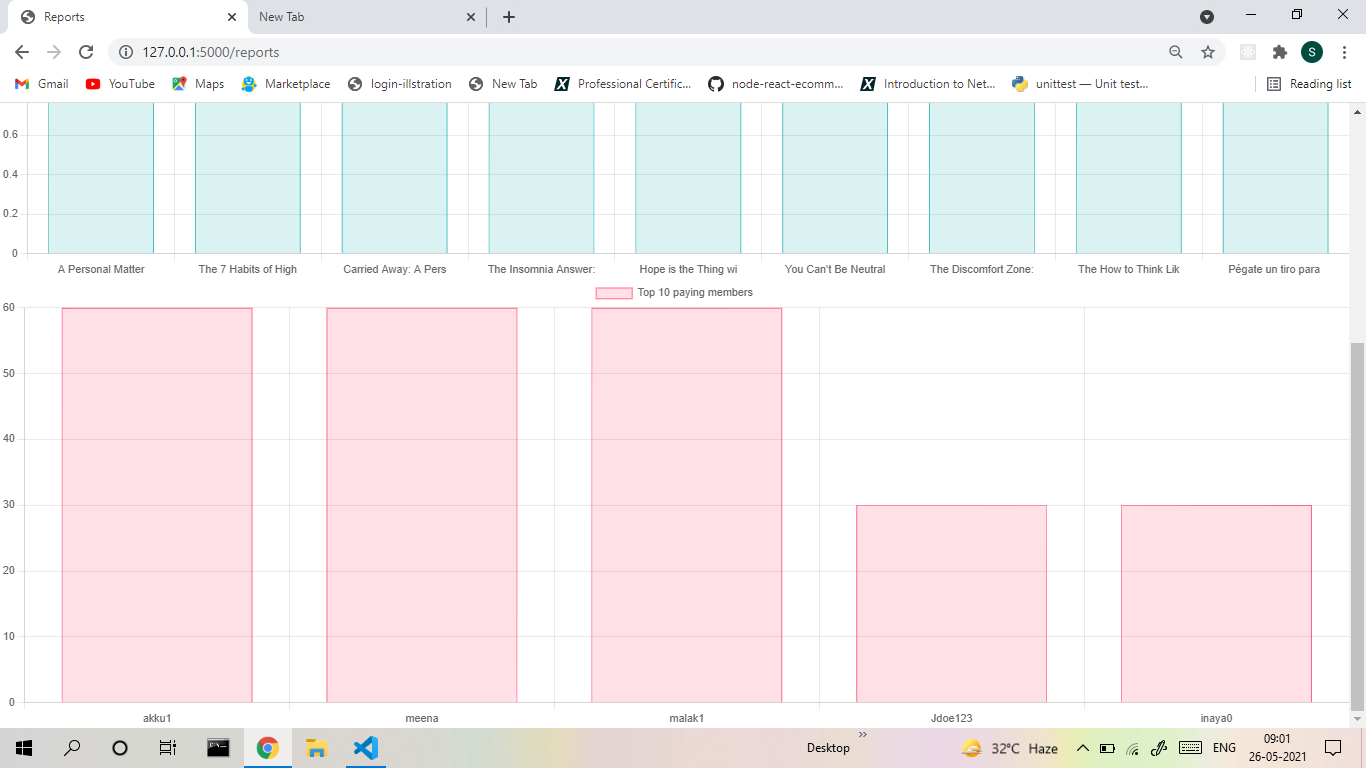 Reports
New Tab
127.0.0.1:5000/reports
S
Gmail YouTube Maps Marketplace login-illstration New Tab Professional Certific... node-react-ecomm... Introduction to Net... unittest — Unit test... Reading list
0.6
0.4
0.2
0
A Personal Matter The 7 Habits of High Carried Away: A Pers The Insomnia Answer: Hope is the Thing wi You Can't Be Neutral The Discomfort Zone: The How to Think Lik Pégate un tiro para
Top 10 paying members
60
50
40
30
20
10
0
akku1 meena malak1 Jdoe123 inaya0
Desktop » 32°C Haze ENG 09:01
26-05-2021